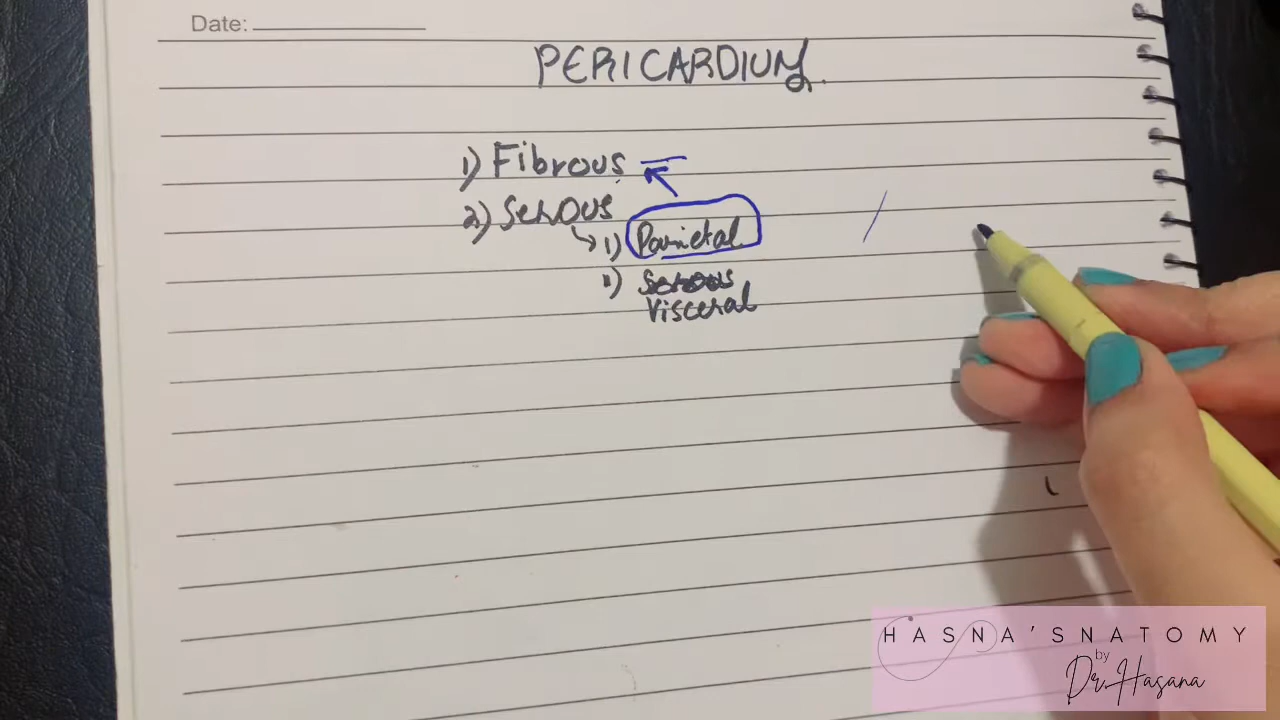 Date:
PERICARDIUM.
1) Fibrous
2) Serous
1) Parietal
2) Serous
Visceral
HASNA'SNATOMY
by
Dr. Hasana